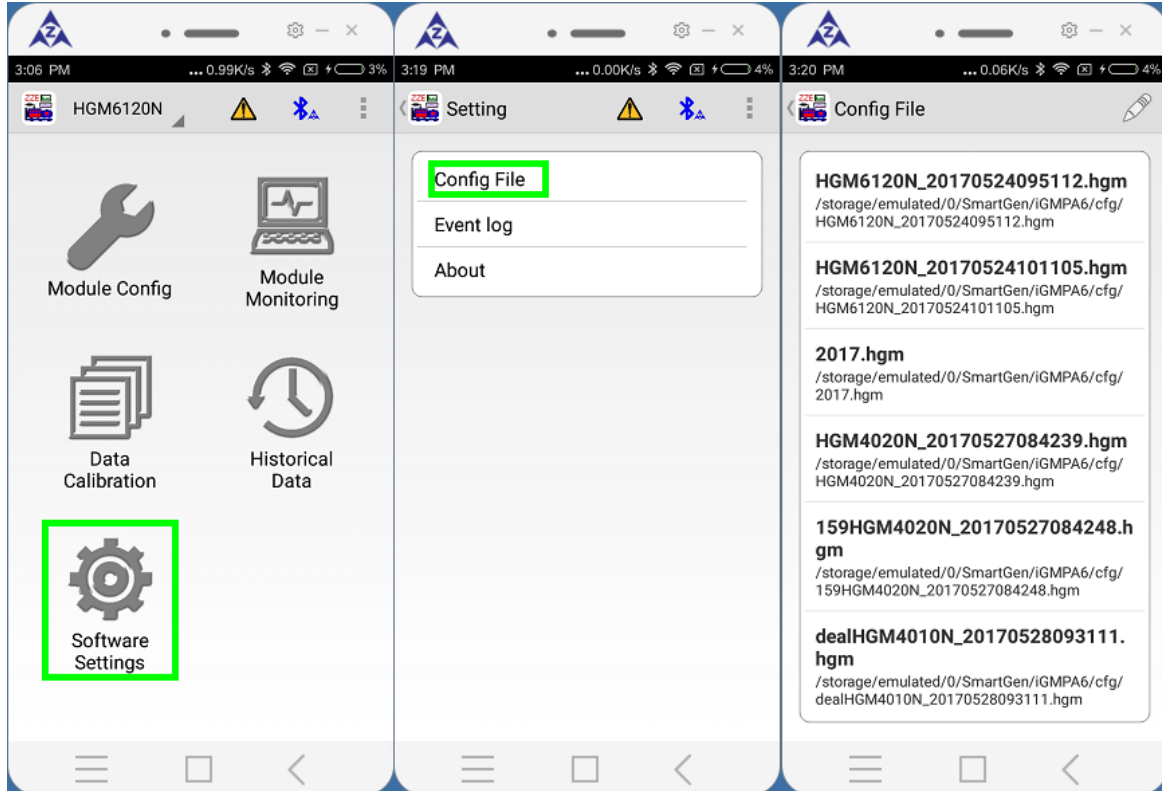 Z
3:06 PM
... 0.99K/s
3%
ZZE
HGM6120N
Module Config
Module
Monitoring
Data
Calibration
Historical
Data
Software
Settings
Z
3:19 PM
... 0.00K/s
4%
ZZE
Setting
Config File
Event log
About
Z
3:20 PM
... 0.06K/s
4%
ZZE
Config File
HGM6120N_20170524095112.hgm
/storage/emulated/0/SmartGen/iGMPA6/cfg/
HGM6120N_20170524095112.hgm
HGM6120N_20170524101105.hgm
/storage/emulated/0/SmartGen/iGMPA6/cfg/
HGM6120N_20170524101105.hgm
2017.hgm
/storage/emulated/0/SmartGen/iGMPA6/cfg/
2017.hgm
HGM4020N_20170527084239.hgm
/storage/emulated/0/SmartGen/iGMPA6/cfg/
HGM4020N_20170527084239.hgm
159HGM4020N_20170527084248.h
gm
/storage/emulated/0/SmartGen/iGMPA6/cfg/
159HGM4020N_20170527084248.hgm
dealHGM4010N_20170528093111.
hgm
/storage/emulated/0/SmartGen/iGMPA6/cfg/
dealHGM4010N_20170528093111.hgm